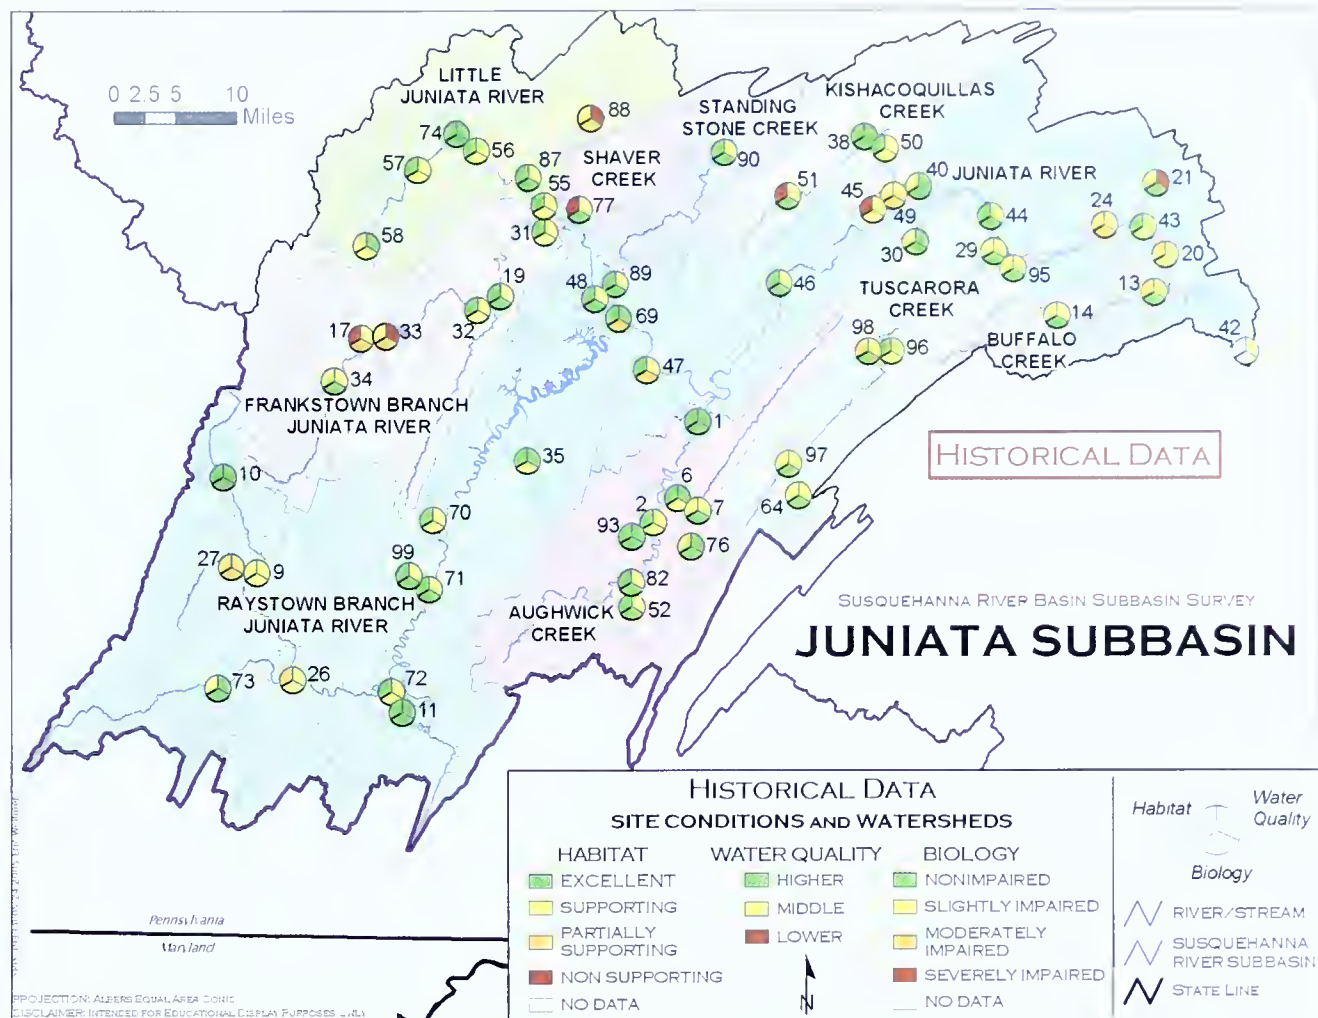 LITTLE
JUNIATA RIVER
KISHACOQUILLAS
CREEK
STANDING
STONE CREEK
0 2.5 5 10
Miles
88
74
56
57
SHAVER
CREEK
87
55
77
31
58
90
38
50
51
45
40
JUNIATA RIVER
49
44
24
21
43
20
30
29
95
13
14
42
19
32
48
89
69
46
TUSCARORA
CREEK
BUFFALO
CREEK
17
33
34
47
98
96
FRANKSTOWN BRANCH
JUNIATA RIVER
1
HISTORICAL DATA
10
35
97
64
6
2
7
93
76
70
27
9
99
71
82
52
RAYSTOWN BRANCH
JUNIATA RIVER
AUGHWICK
CREEK
SUSQUEHANNA RIVER BASIN SUBBASIN SURVEY
JUNIATA SUBBASIN
73
26
72
11
HISTORICAL DATA
SITE CONDITIONS AND WATERSHEDS
HABITAT
EXCELLENT
SUPPORTING
PARTIALLY
SUPPORTING
NON SUPPORTING
NO DATA
WATER QUALITY
HIGHER
MIDDLE
LOWER
N
BIOLOGY
NONIMPAIRED
SLIGHTLY IMPAIRED
MODERATELY
IMPAIRED
SEVERELY IMPAIRED
NO DATA
Habitat
Water
Quality
Biology
RIVER/STREAM
SUSQUEHANNA
RIVER SUBBASIN
STATE LINE
Pennsylvania
Maryland
PROJECTION: ALBERS EQUAL AREA CONIC
DISCLAIMER: INTENDED FOR EDUCATIONAL DISPLAY PURPOSES ONLY